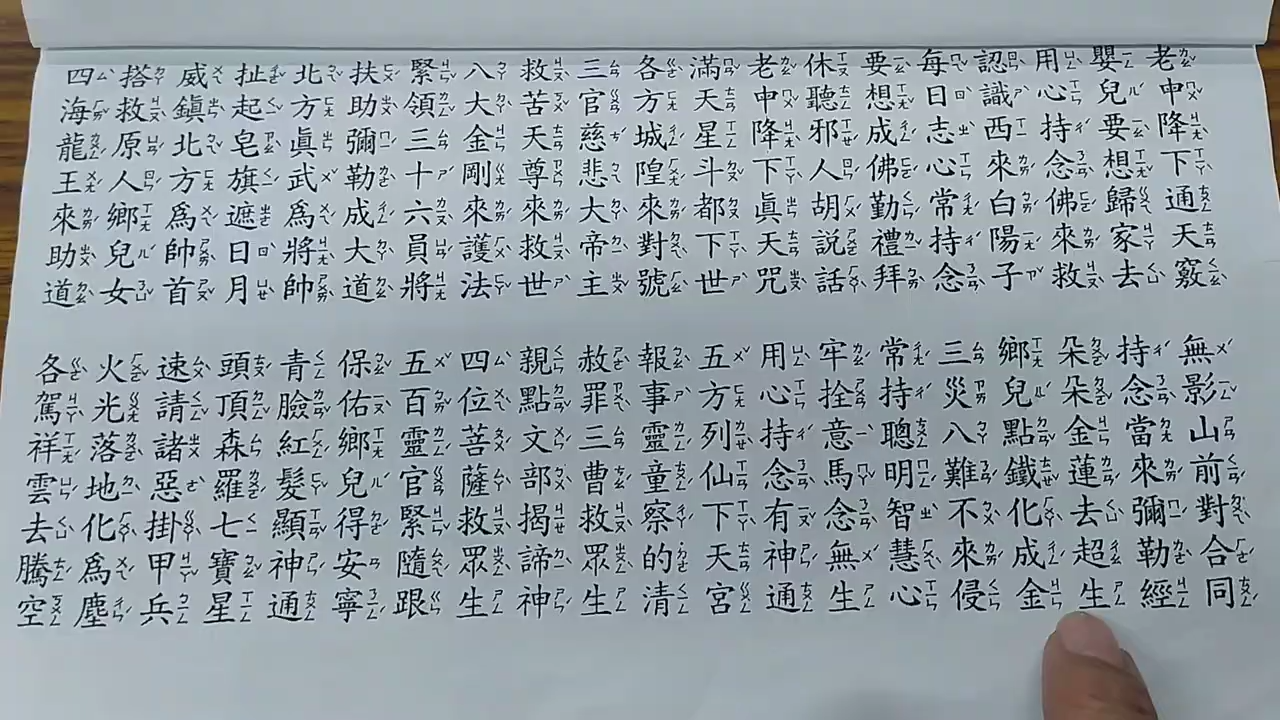 老中降下通天竅 無影山前對合同
嬰兒要想歸家去 持念當來彌勒經
用心持念佛來救 朵朵金蓮去超生
認識西來白陽子 鄉兒點鐵化成金
每日志心常持念 三災八難不來侵
要想成佛勤禮拜 常持聰明智慧心
休聽邪人胡說話 牢拴意馬念無生
老中降下眞天咒 用心持念有神通
滿天星斗都下世 五方列仙下天宮
各方城隍來對號 報事靈童察的清
三官慈悲大帝主 赦罪三曹救眾生
救苦天尊來救世 親點文部揭諦神
八大金剛來護法 四位菩薩救眾生
緊領三十六員將 五百靈官緊隨跟
扶助彌勒成大道 保佑鄉兒得安寧
北方眞武爲將帥 青臉紅髮顯神通
扯起皂旗遮日月 頭頂森羅七寶星
威鎮北方爲帥首 速請諸惡掛甲兵
搭救原人鄉兒女 火光落地化爲塵
四海龍王來助道 各駕祥雲去騰空